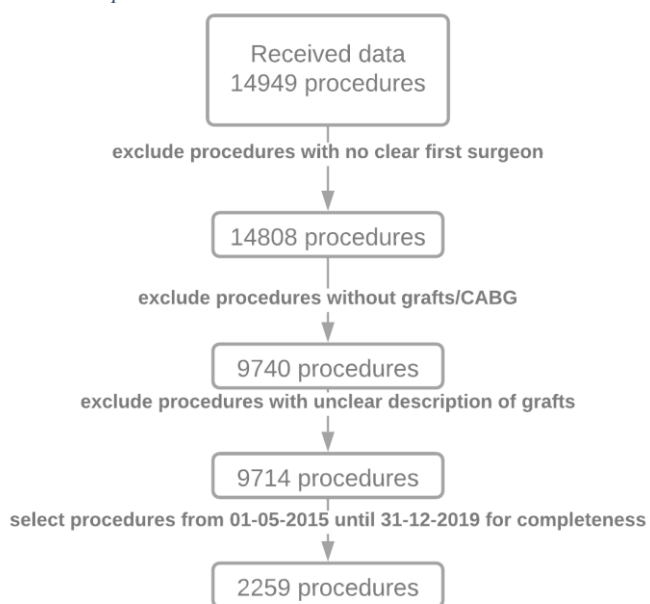 Received data
14949 procedures
exclude procedures with no clear first surgeon
14808 procedures
exclude procedures without grafts/CABG
9740 procedures
exclude procedures with unclear description of grafts
9714 procedures
select procedures from 01-05-2015 until 31-12-2019 for completeness
2259 procedures